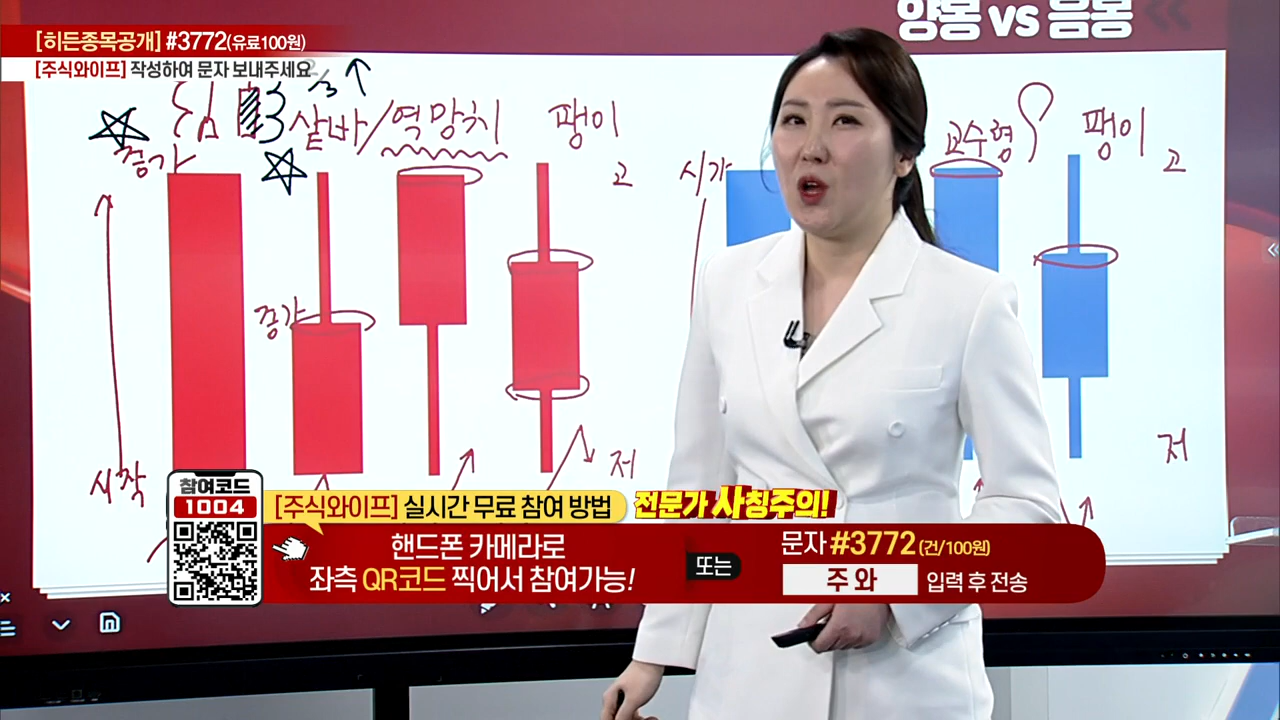 [히든종목공개] #3772(유료100원)
[주식와이프] 작성하여 문자 보내주세요
양봉 vs 음봉
샅바/역망치
팽이
교수형
팽이
종가
고
시가
고
종가
시작
저
저
참여코드
1004
[주식와이프] 실시간 무료 참여 방법
전문가 사칭주의!
핸드폰 카메라로
좌측 QR코드 찍어서 참여가능!
또는
문자 #3772 (건/100원)
주 와 입력 후 전송